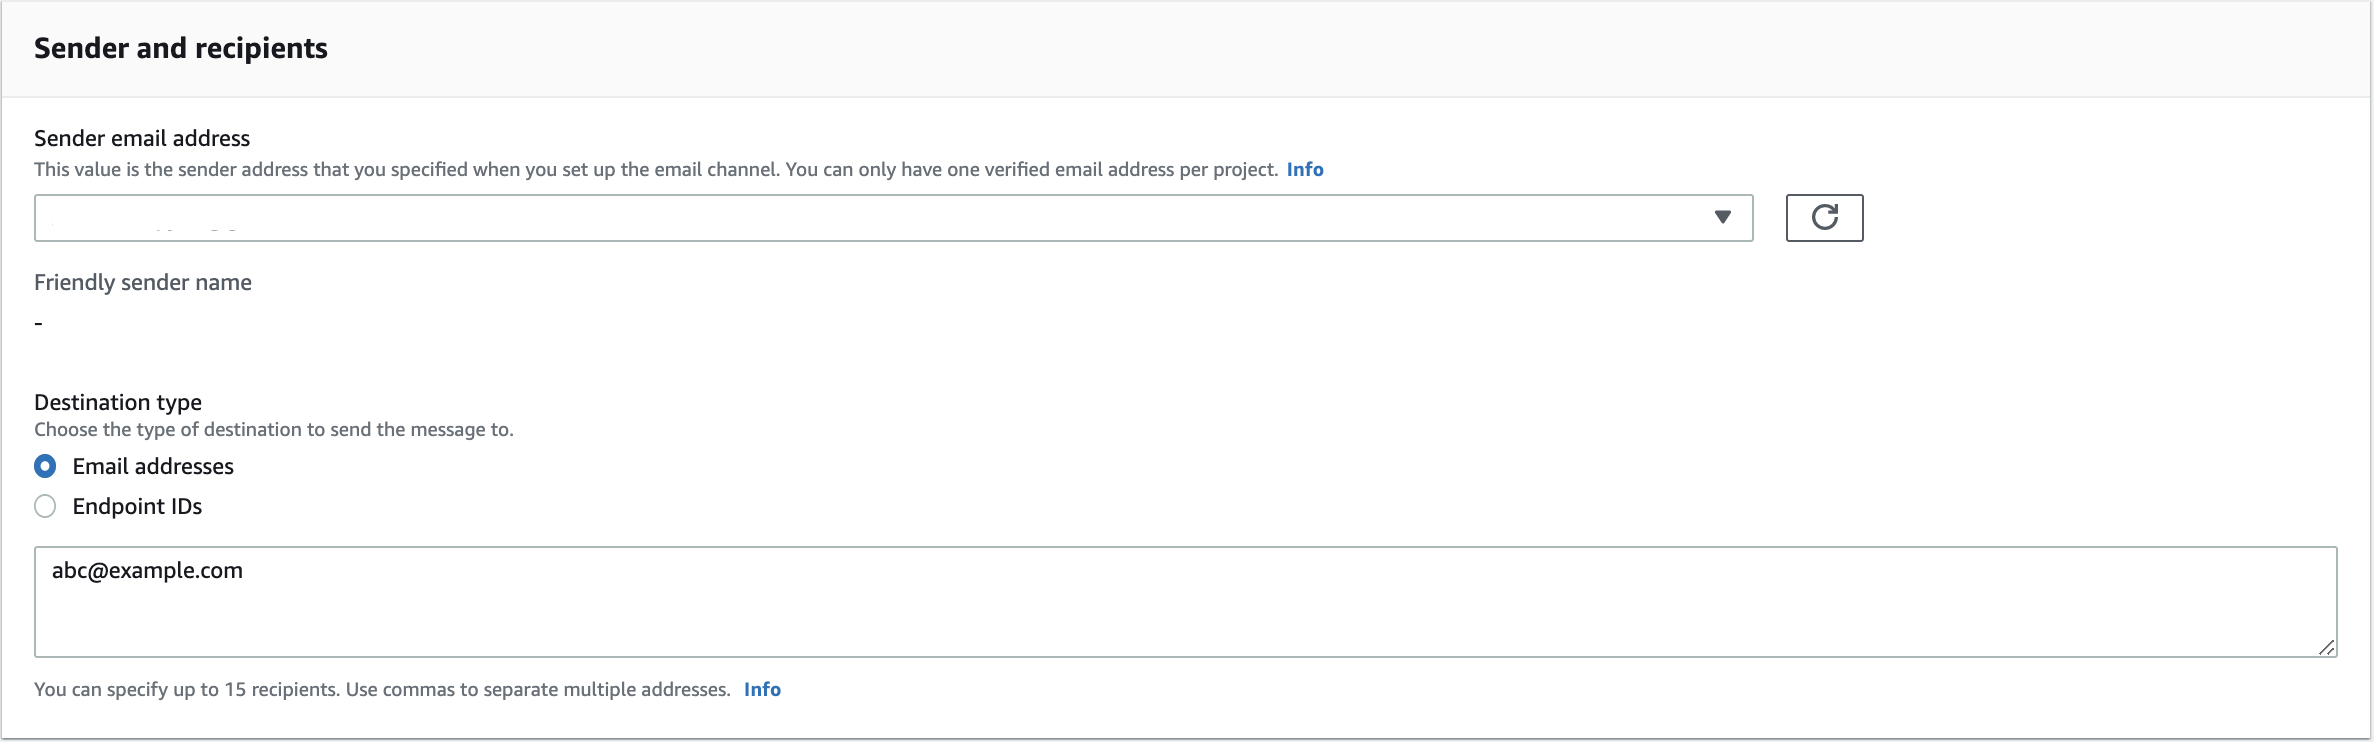 Sender and recipients
Sender email address
This value is the sender address that you specified when you set up the email channel. You can only have one verified email address per project. Info
Friendly sender name
-
Destination type
Choose the type of destination to send the message to.
Email addresses
Endpoint IDs
abc@example.com
You can specify up to 15 recipients. Use commas to separate multiple addresses. Info